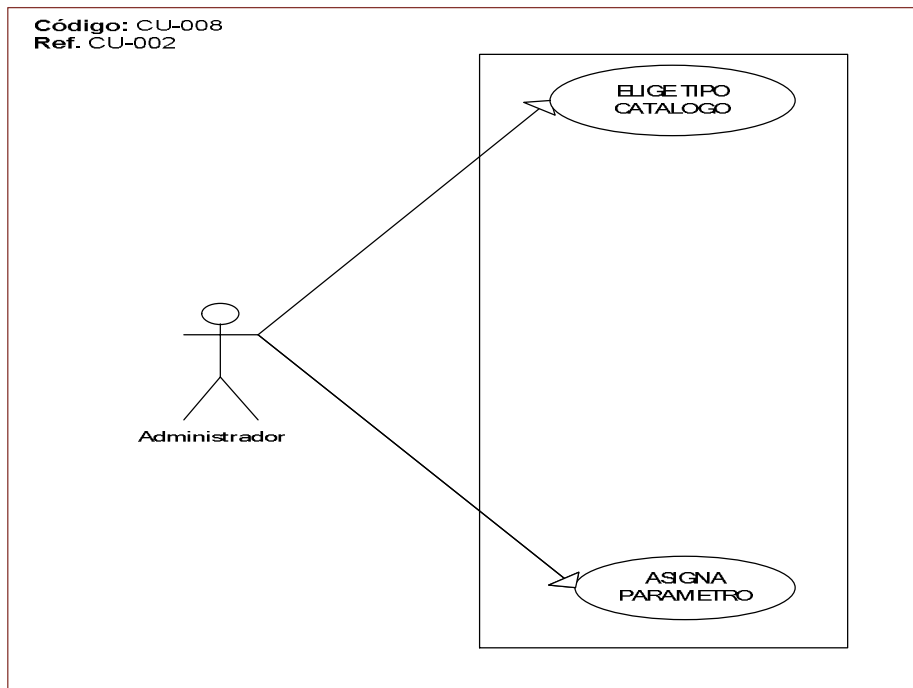 Código: CU-008
Ref. CU-002
ELIGE TIPO
CATALOGO
Administrador
ASIGNA
PARAMETRO